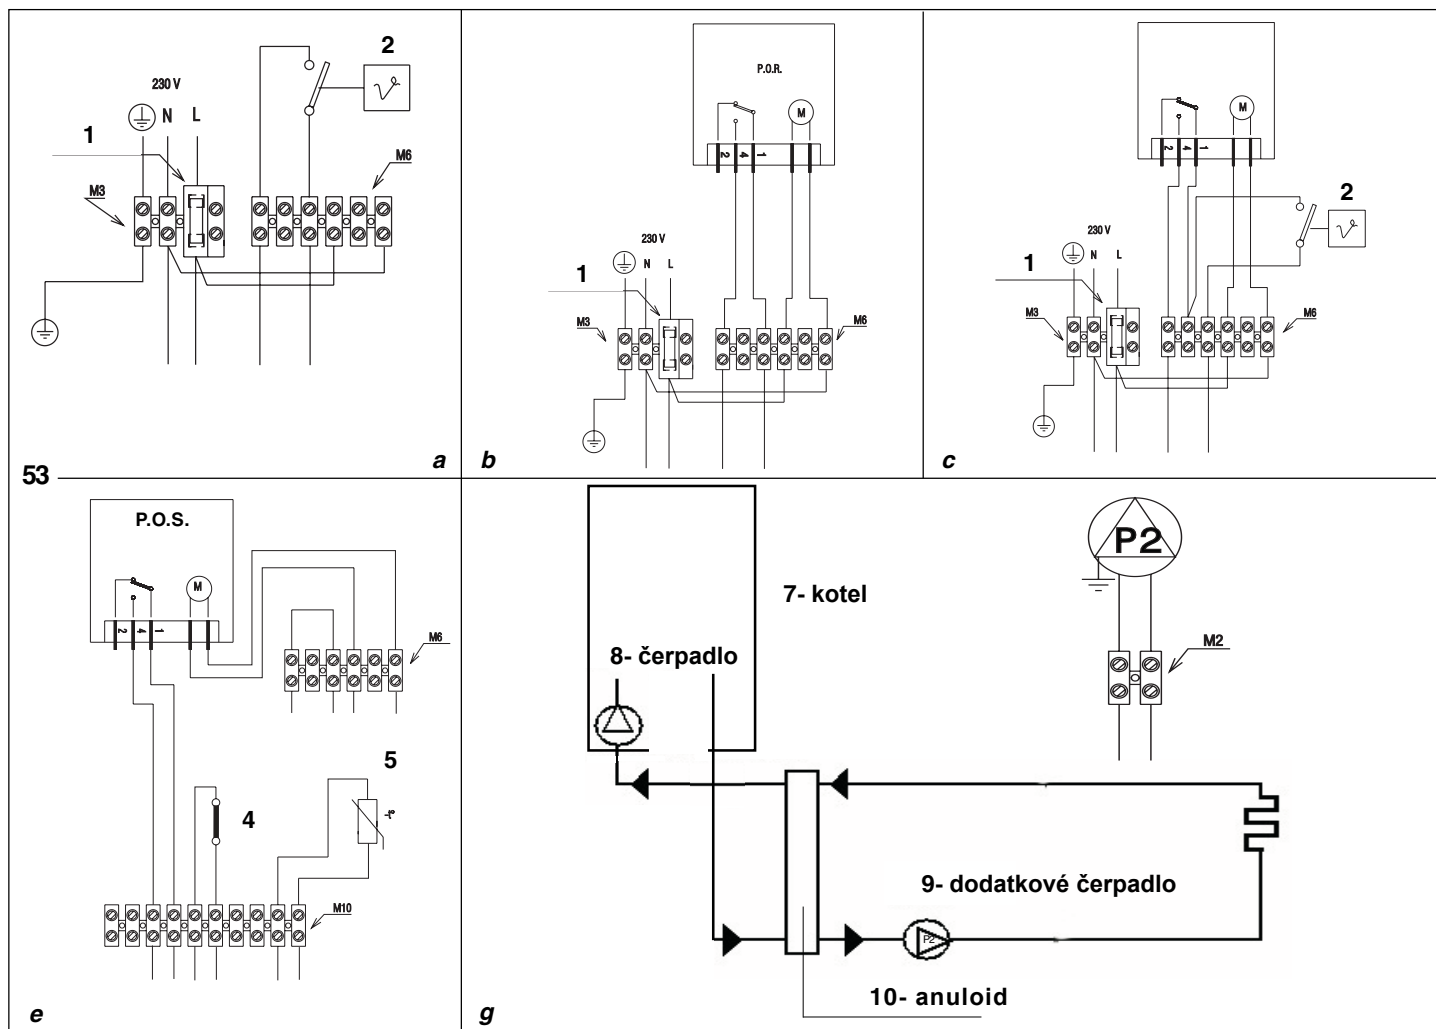 2
230 V
N
L
1
M6
M3
a
P.O.R.
M
2
4
1
230 V
N
L
1
M3
M6
b
M
2
4
1
2
230 V
N
L
1
M3
M6
c
53
P.O.S.
M
2
4
1
M6
5
4
-t°
M10
e
P2
7- kotel
M2
8- čerpadlo
9- dodatkové čerpadlo
P2
10- anuloid
g